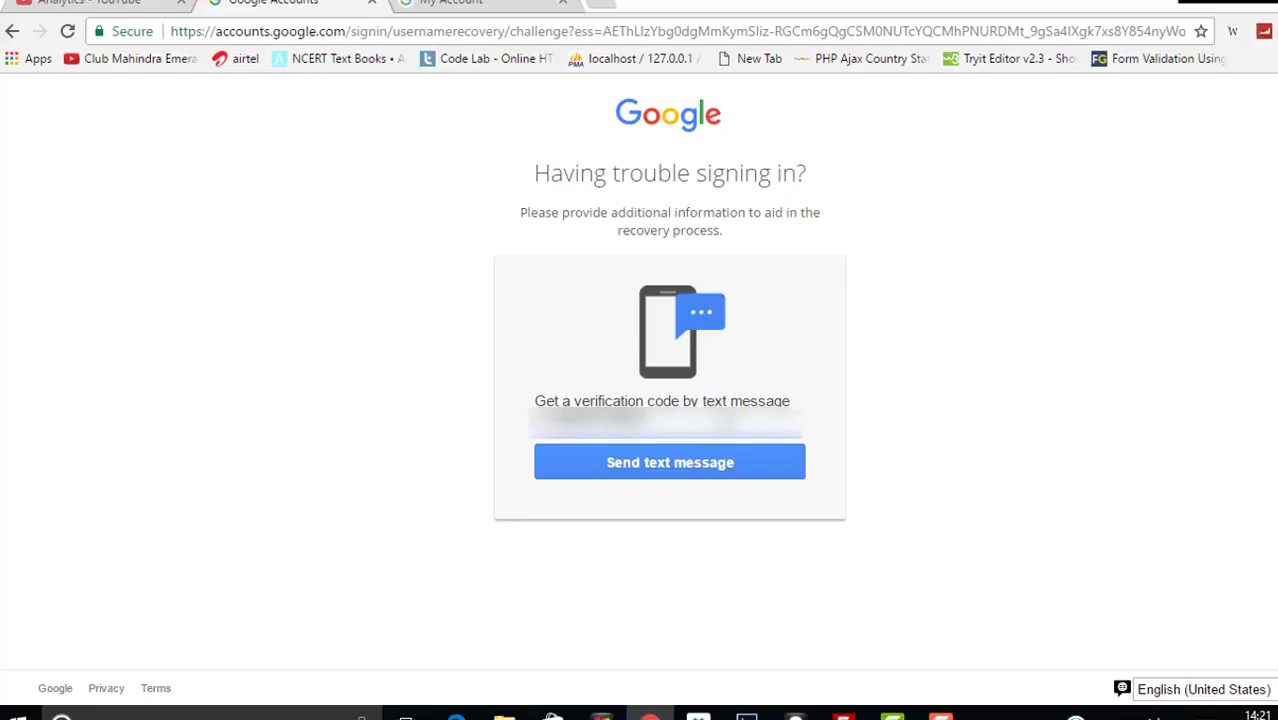 Analytics - YouTube
Google Accounts
My Account
Secure
https://accounts.google.com/signin/usernamerecovery/challenge?ess=AEThLIzYbg0dgMmKymSIiz-RGCm6gQgCSM0NUTcYQCMhPNURDMt_9gSa4lXgk7xs8Y854nyWo
W
Apps
Club Mahindra Emera
airtel
NCERT Text Books • A
Code Lab - Online HT
PMA
localhost / 127.0.0.1 /
New Tab
PHP Ajax Country Sta
Tryit Editor v2.3 - Sho
FG
Form Validation Using
Google
Having trouble signing in?
Please provide additional information to aid in the
recovery process.
Get a verification code by text message
Send text message
Google
Privacy
Terms
English (United States)
14:21